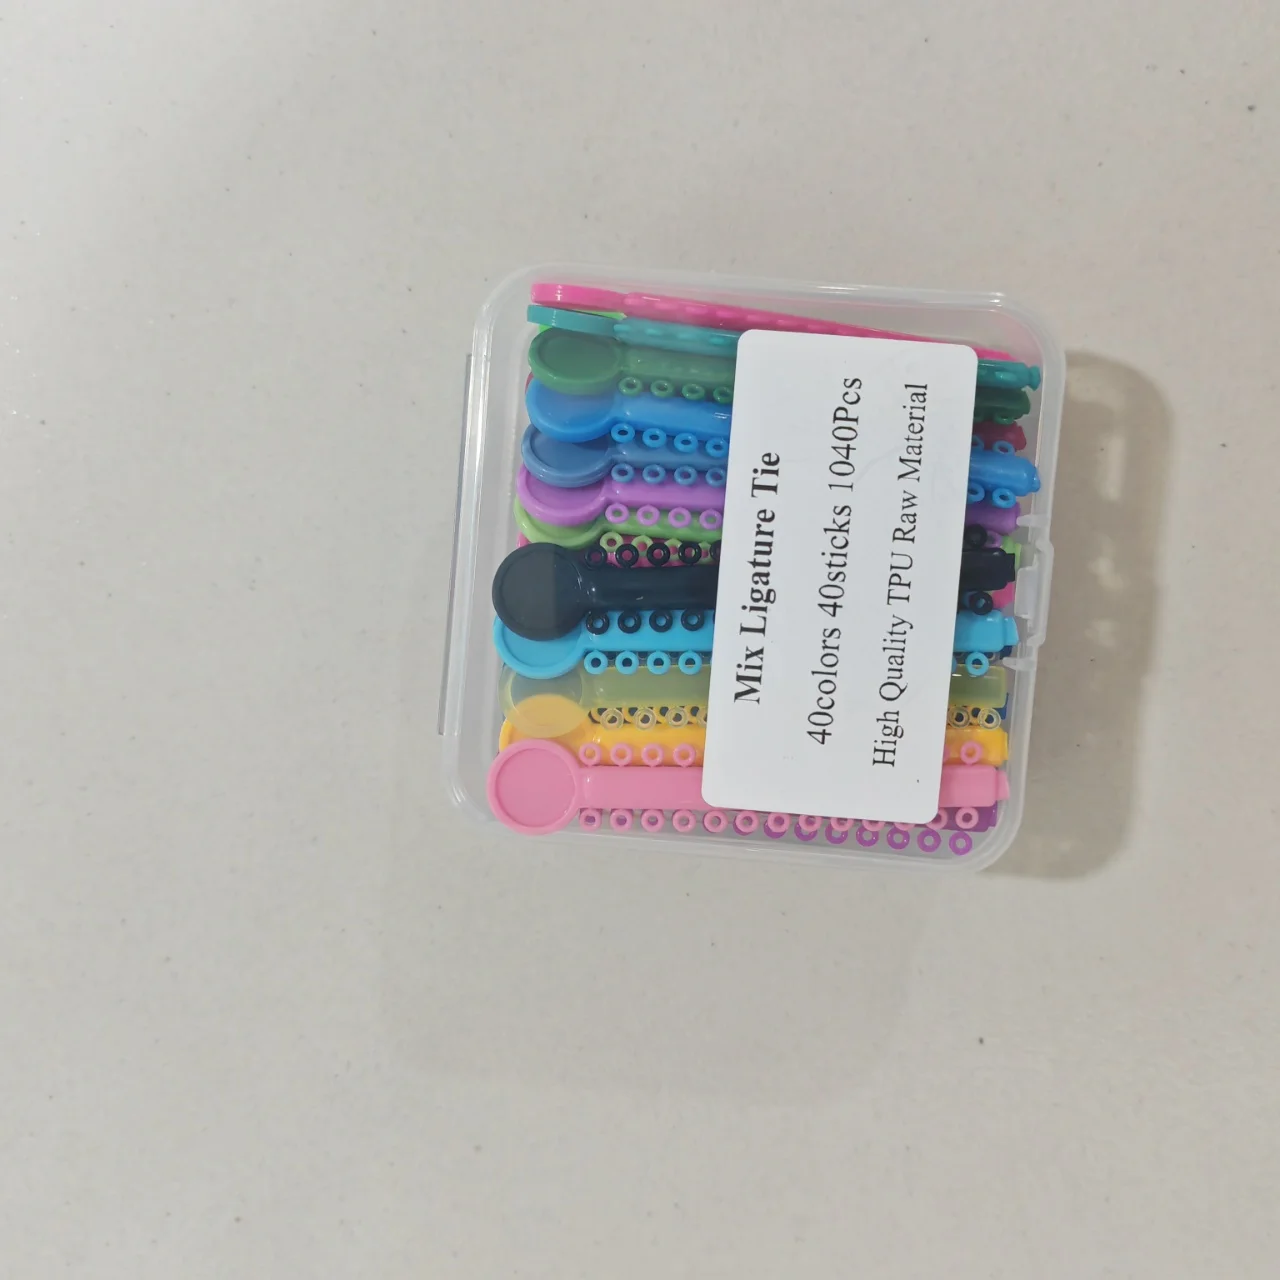 Mix Ligature Tie
40colors 40sticks 1040Pcs
High Quality TPU Raw Material